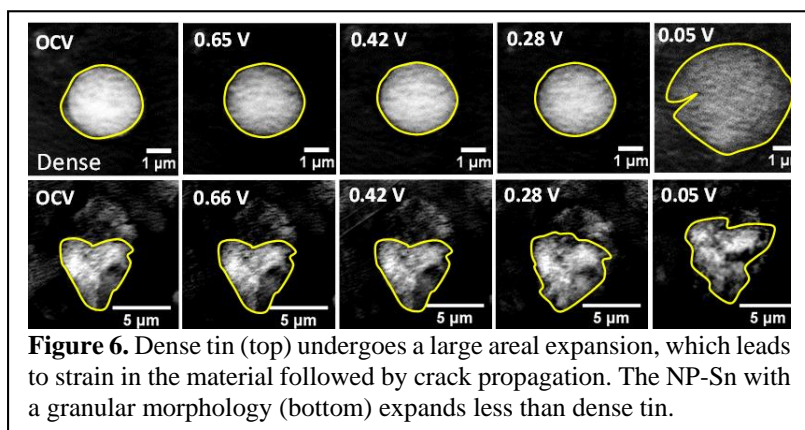 OCV 0.65 V 0.42 V 0.28 V 0.05 V
Dense 1 µm 1 µm 1 µm 1 µm 1 µm
OCV 0.66 V 0.42 V 0.28 V 0.05 V
5 µm 5 µm 5 µm 5 µm 5 µm
Figure 6. Dense tin (top) undergoes a large areal expansion, which leads
to strain in the material followed by crack propagation. The NP-Sn with
a granular morphology (bottom) expands less than dense tin.